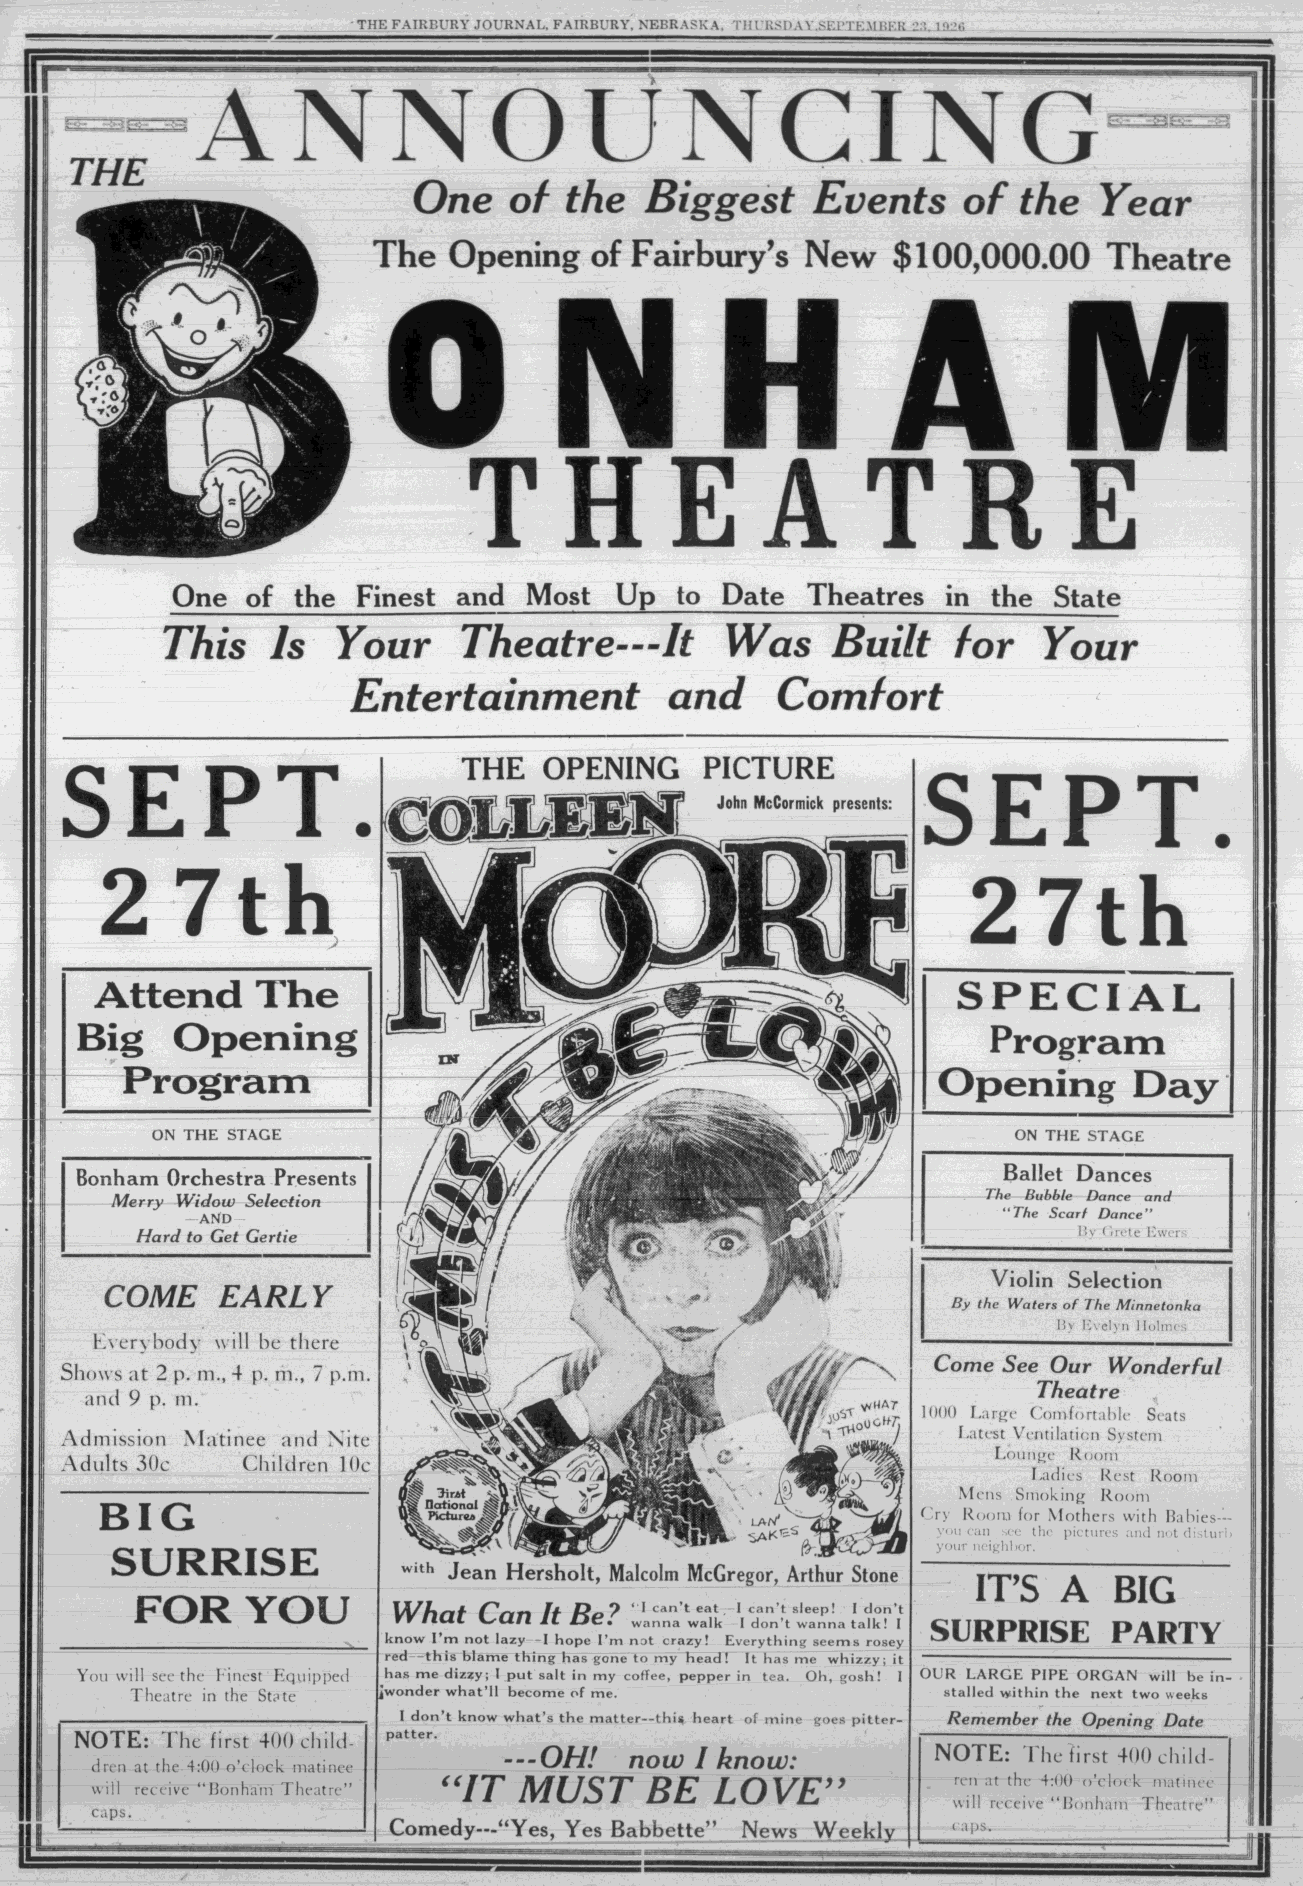 THE FAIRBURY JOURNAL, FAIRBURY, NEBRASKA, THURSDAY, SEPTEMBER 23, 1926
ANNOUNCING
One of the Biggest Events of the Year
The Opening of Fairbury's New $100,000.00 Theatre
THE
BONHAM
THEATRE
One of the Finest and Most Up to Date Theatres in the State
This Is Your Theatre---It Was Built for Your
Entertainment and Comfort
SEPT.
27th
Attend The
Big Opening
Program
ON THE STAGE
Bonham Orchestra Presents
Merry Widow Selection
—AND—
Hard to Get Gertie
COME EARLY
Everybody will be there
Shows at 2 p. m., 4 p. m., 7 p.m.
and 9 p. m.
Admission Matinee and Nite
Adults 30c Children 10c
BIG
SURRISE
FOR YOU
You will see the Finest Equipped
Theatre in the State
NOTE: The first 400 child-
dren at the 4:00 o'clock matinee
will receive "Bonham Theatre"
caps.
THE OPENING PICTURE
John McCormick presents:
COLLEEN
MOORE
IN
IT MUST BE LOVE
JUST WHAT
I THOUGHT
LAN'
SAKES
First
National
Pictures
with Jean Hersholt, Malcolm McGregor, Arthur Stone
What Can It Be? "I can't eat—I can't sleep! I don't
wanna walk—I don't wanna talk! I
know I'm not lazy—I hope I'm not crazy! Everything seems rosey
red—this blame thing has gone to my head! It has me whizzy; it
has me dizzy; I put salt in my coffee, pepper in tea. Oh, gosh! I
wonder what'll become of me.
I don't know what's the matter--this heart of mine goes pitter-
patter.
---OH! now I know:
"IT MUST BE LOVE"
Comedy---"Yes, Yes Babbette" News Weekly
SEPT.
27th
SPECIAL
Program
Opening Day
ON THE STAGE
Ballet Dances
The Bubble Dance and
"The Scarf Dance"
By Grete Ewers
Violin Selection
By the Waters of The Minnetonka
By Evelyn Holmes
Come See Our Wonderful
Theatre
1000 Large Comfortable Seats
Latest Ventilation System
Lounge Room
Ladies Rest Room
Mens Smoking Room
Cry Room for Mothers with Babies---
you can see the pictures and not disturb
your neighbor.
IT'S A BIG
SURPRISE PARTY
OUR LARGE PIPE ORGAN will be in-
stalled within the next two weeks
Remember the Opening Date
NOTE: The first 400 child-
ren at the 4:00 o'clock matinee
will receive "Bonham Theatre"
caps.